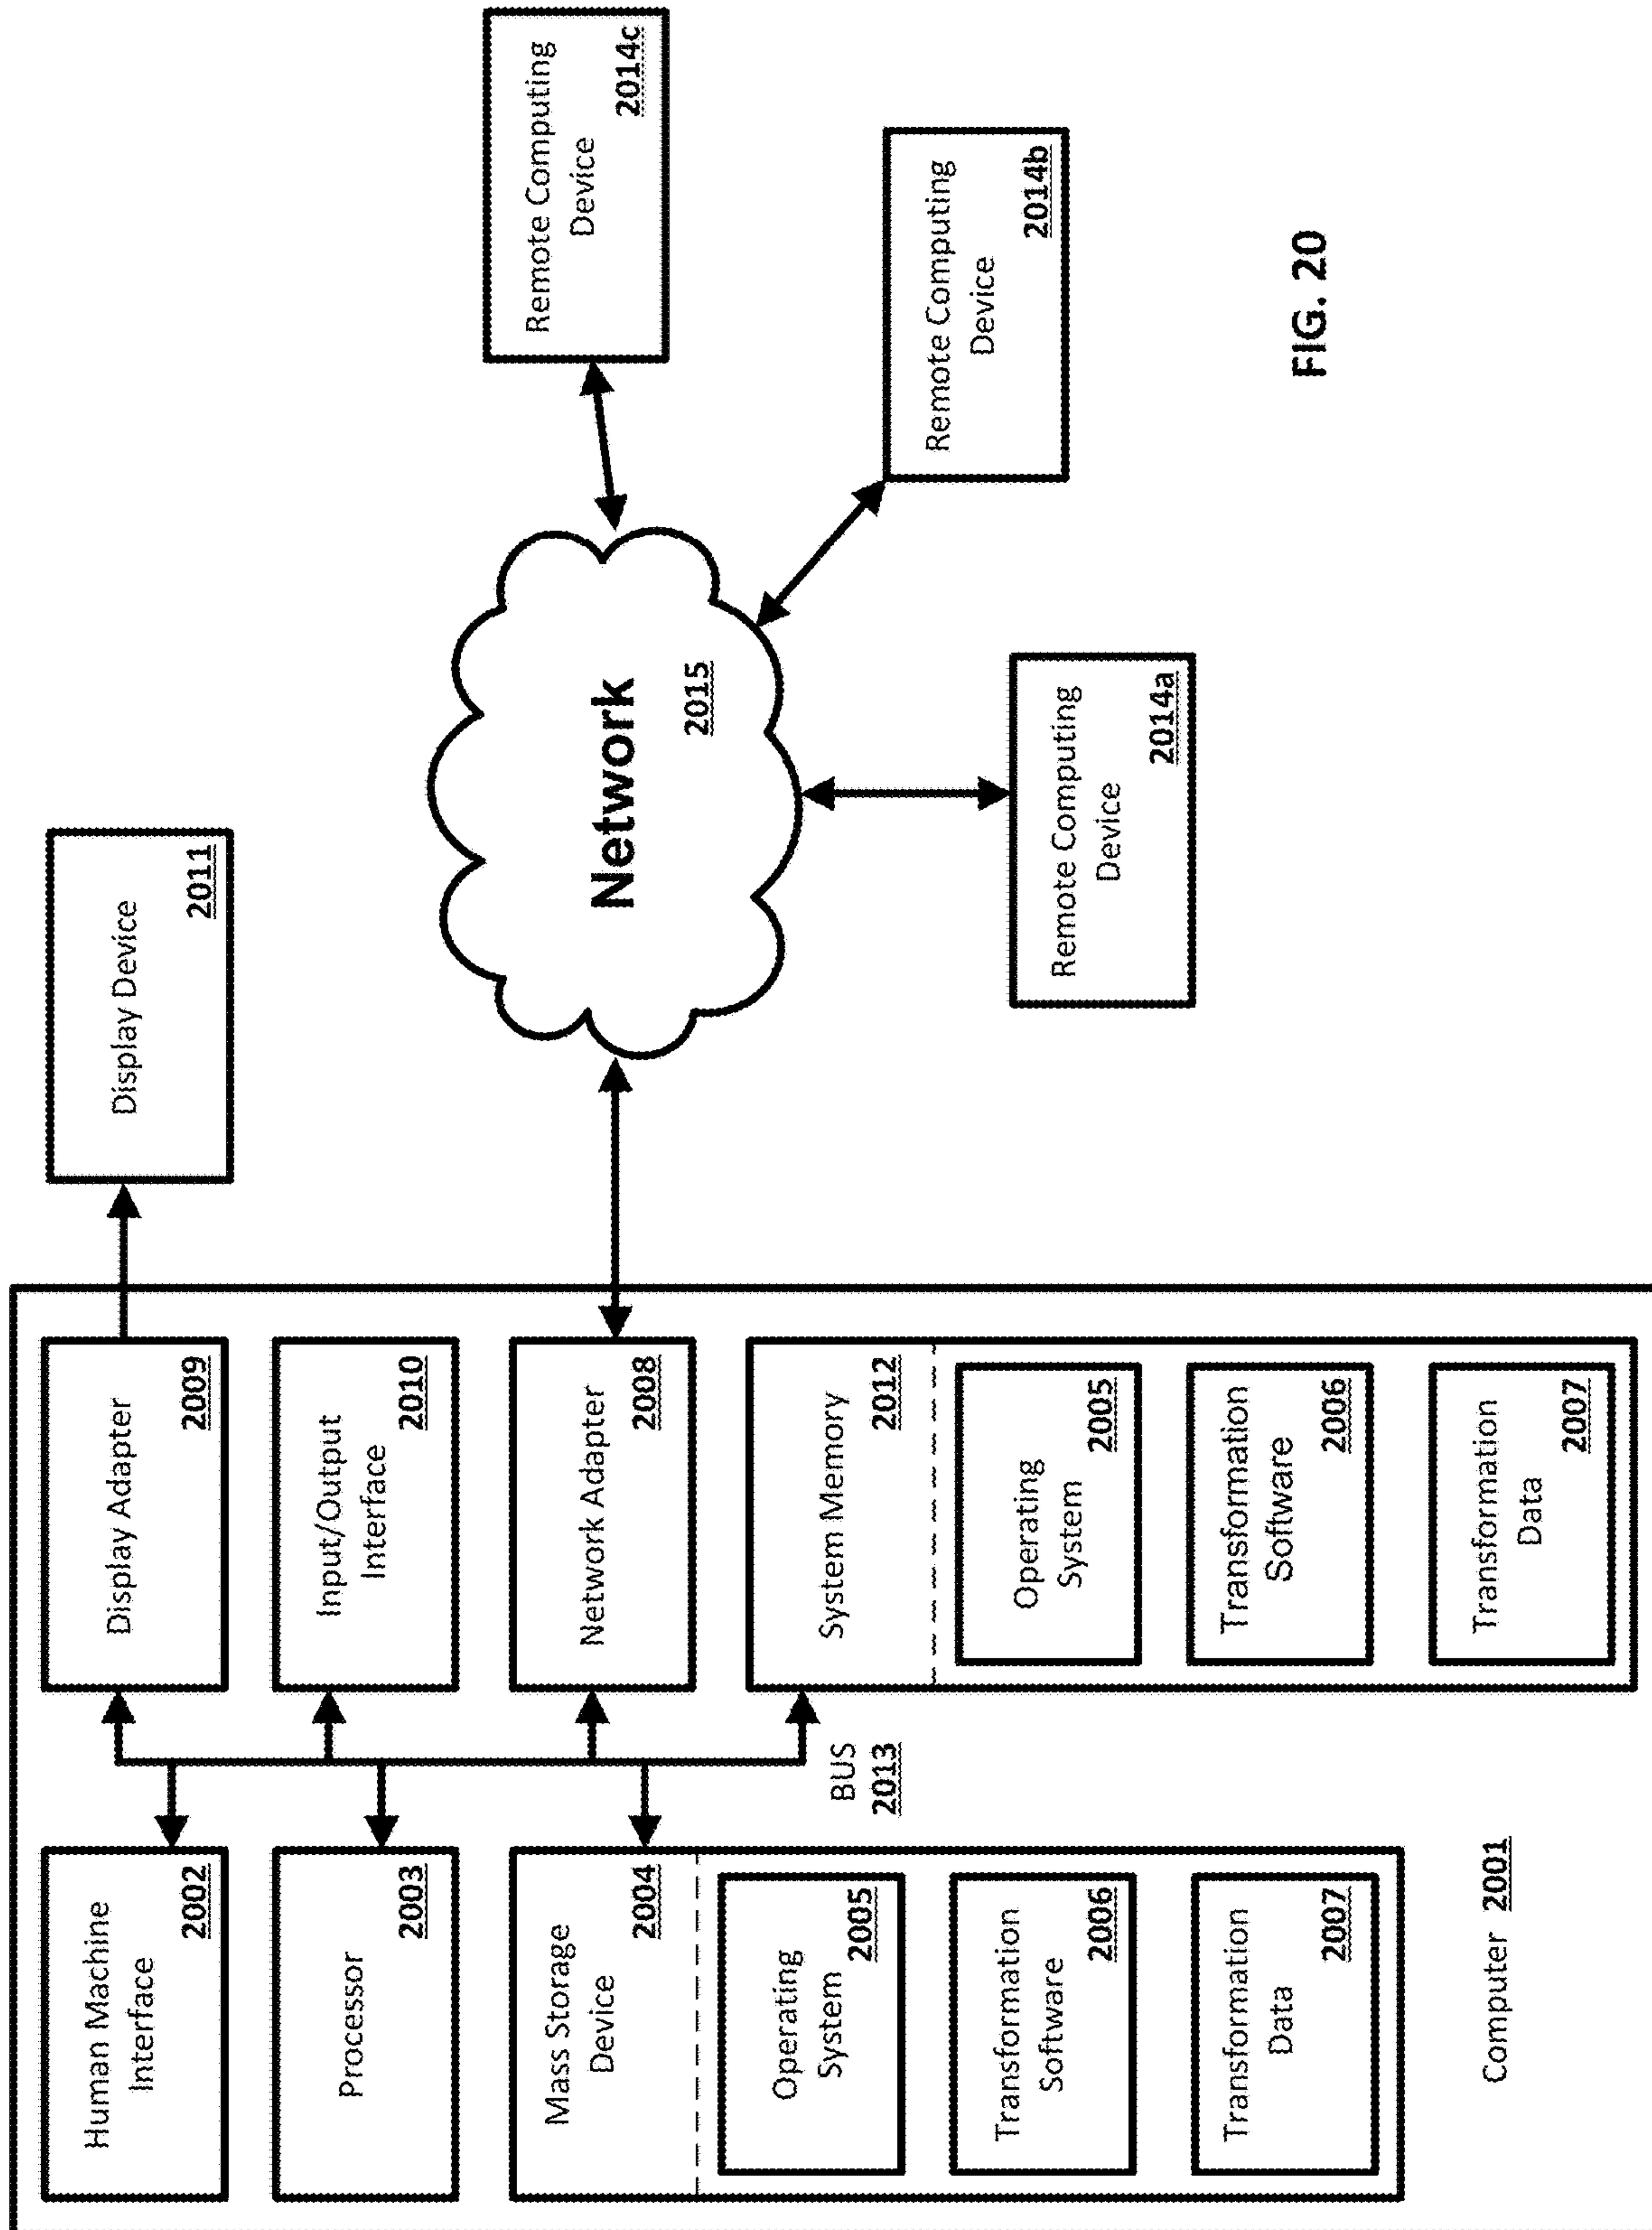 Human Machine
Interface
2002
Processor
2003
Mass Storage
Device
2004
Operating
System
2005
Transformation
Software
2006
Transformation
Data
2007
Computer 2001
BUS
2013
Display Adapter
2009
Input/Output
Interface
2010
Network Adapter
2008
System Memory
2012
Operating
System
2005
Transformation
Software
2006
Transformation
Data
2007
Display Device
2011
Network
2015
Remote Computing
Device
2014a
Remote Computing
Device
2014b
Remote Computing
Device
2014c
FIG. 20